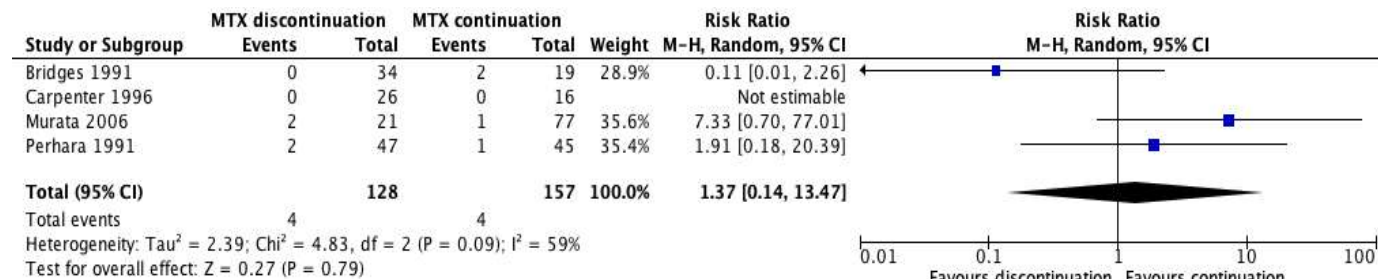 MTX discontinuation MTX continuation Risk Ratio Risk Ratio
Study or Subgroup Events Total Events Total Weight M-H, Random, 95% CI M-H, Random, 95% CI
Bridges 1991 0 34 2 19 28.9% 0.11 [0.01, 2.26]
Carpenter 1996 0 26 0 16 Not estimable
Murata 2006 2 21 1 77 35.6% 7.33 [0.70, 77.01]
Perhara 1991 2 47 1 45 35.4% 1.91 [0.18, 20.39]
Total (95% CI) 128 157 100.0% 1.37 [0.14, 13.47]
Total events 4 4
Heterogeneity: Tau² = 2.39; Chi² = 4.83, df = 2 (P = 0.09); I² = 59%
Test for overall effect: Z = 0.27 (P = 0.79)
0.01 0.1 1 10 100
Favours discontinuation Favours continuation